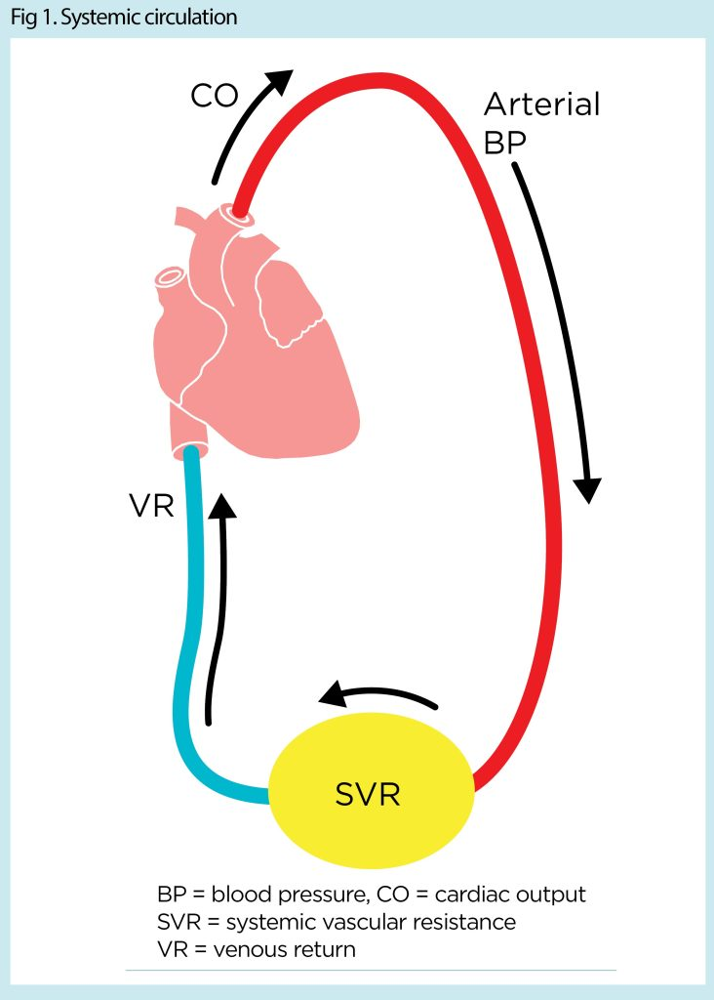 Fig 1. Systemic circulation
CO
Arterial
BP
VR
SVR
BP = blood pressure, CO = cardiac output
SVR = systemic vascular resistance
VR = venous return